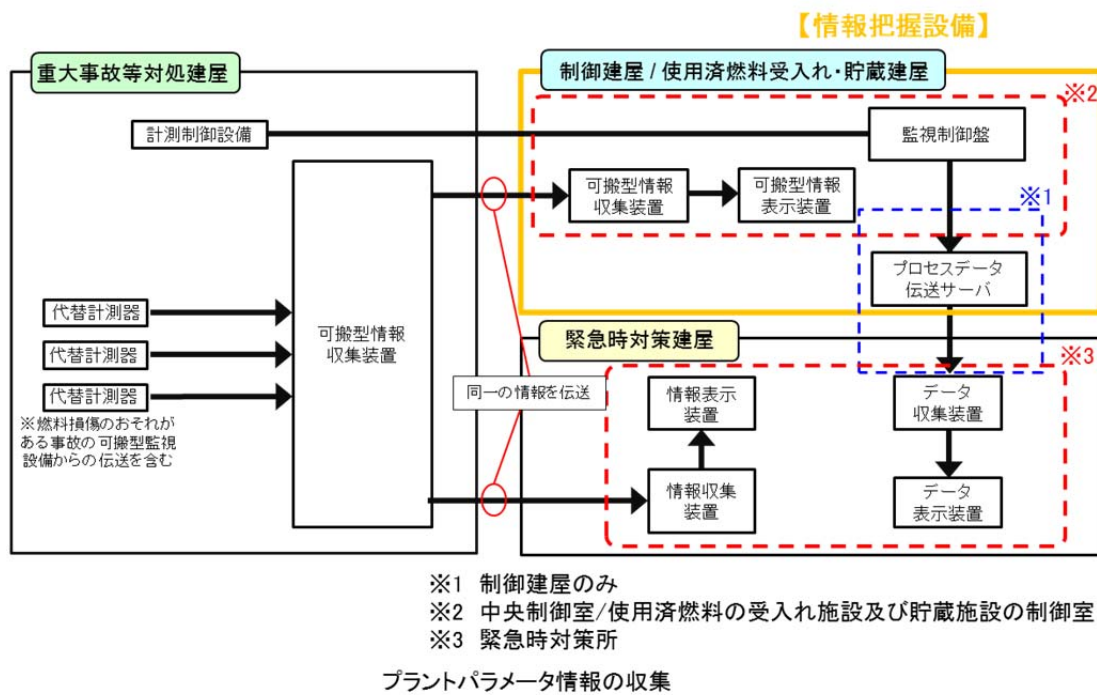 【情報把握設備】
重大事故等対処建屋
制御建屋 / 使用済燃料受入れ・貯蔵建屋
※2
計測制御設備
監視制御盤
可搬型情報
収集装置
可搬型情報
表示装置
※1
プロセスデータ
伝送サーバ
代替計測器
代替計測器
代替計測器
可搬型情報
収集装置
※燃料損傷のおそれが
ある事故の可搬型監視
設備からの伝送を含む
緊急時対策建屋
※3
同一の情報を伝送
情報表示
装置
データ
収集装置
情報収集
装置
データ
表示装置
※1 制御建屋のみ
※2 中央制御室/使用済燃料の受入れ施設及び貯蔵施設の制御室
※3 緊急時対策所
プラントパラメータ情報の収集